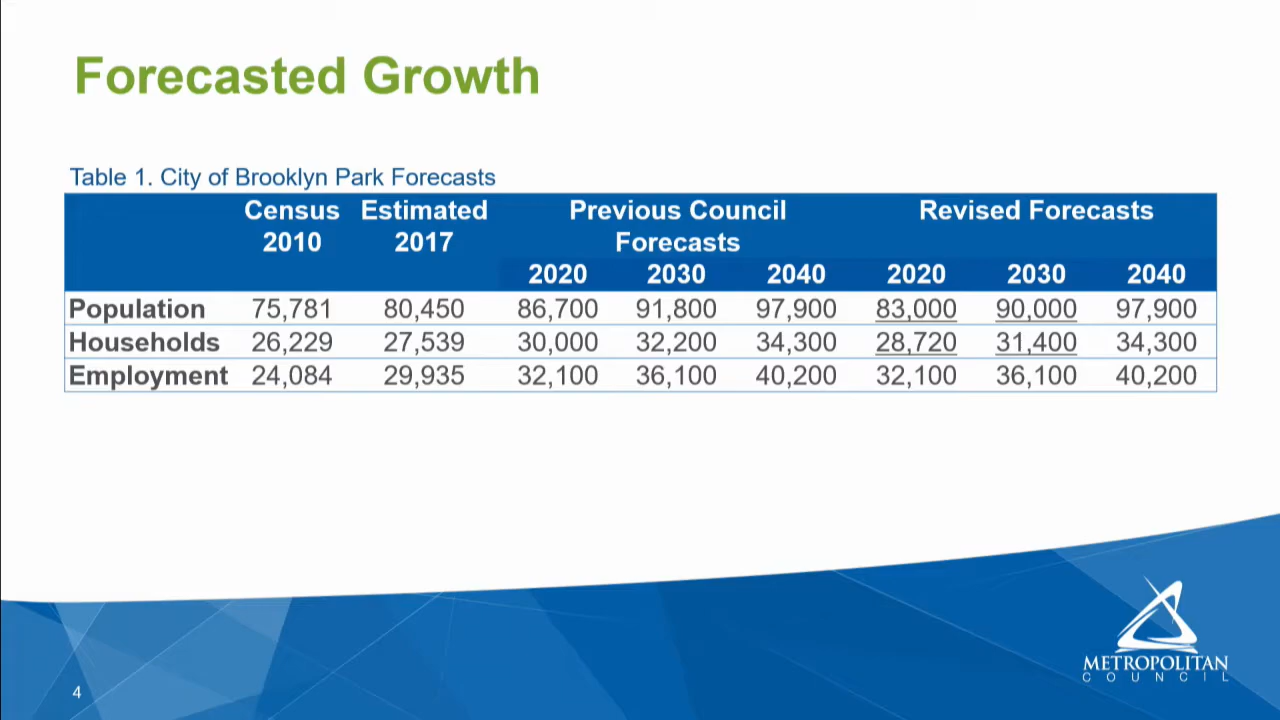 Forecasted Growth
Table 1. City of Brooklyn Park Forecasts
Census Estimated Previous Council Revised Forecasts
2010 2017 Forecasts
2020 2030 2040 2020 2030 2040
Population 75,781 80,450 86,700 91,800 97,900 83,000 90,000 97,900
Households 26,229 27,539 30,000 32,200 34,300 28,720 31,400 34,300
Employment 24,084 29,935 32,100 36,100 40,200 32,100 36,100 40,200
METROPOLITAN
COUNCIL
4